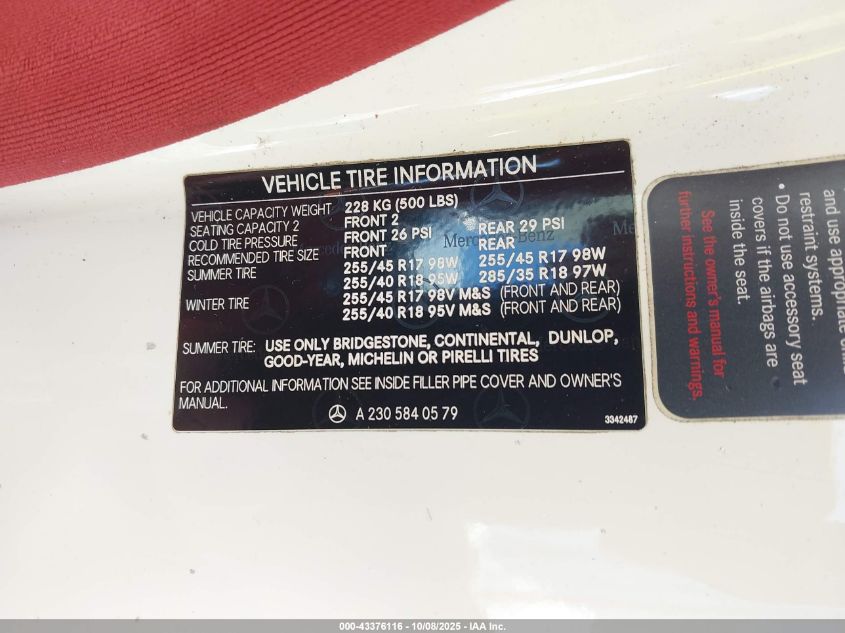 VEHICLE TIRE INFORMATION
VEHICLE CAPACITY WEIGHT 228 KG (500 LBS)
SEATING CAPACITY 2 FRONT 2
COLD TIRE PRESSURE FRONT 26 PSI REAR 29 PSI
RECOMMENDED TIRE SIZE FRONT REAR
SUMMER TIRE 255/45 R17 98W 255/45 R17 98W
255/40 R18 95W 285/35 R18 97W
WINTER TIRE 255/45 R17 98V M&S (FRONT AND REAR)
255/40 R18 95V M&S (FRONT AND REAR)
SUMMER TIRE: USE ONLY BRIDGESTONE, CONTINENTAL, DUNLOP,
GOOD-YEAR, MICHELIN OR PIRELLI TIRES
FOR ADDITIONAL INFORMATION SEE INSIDE FILLER PIPE COVER AND OWNER'S
MANUAL.
A 230 584 05 79
3342487
Mercedes-Benz
and use appropriate
restraint systems.
• Do not use accessory seat
covers if the airbags are
inside the seat.
See the owner's manual for
further instructions and warnings.
000-43376116 - 10/08/2025 - IAA Inc.